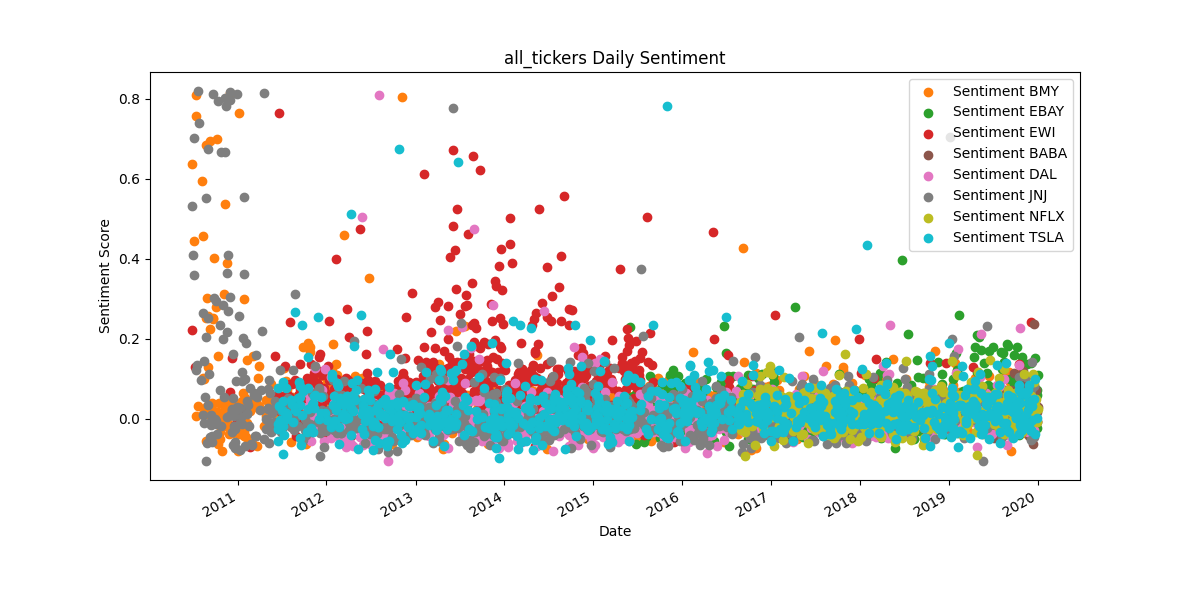 all_tickers Daily Sentiment
Sentiment BMY
Sentiment EBAY
Sentiment EWI
Sentiment BABA
Sentiment DAL
Sentiment JNJ
Sentiment NFLX
Sentiment TSLA
Sentiment Score
0.8
0.6
0.4
0.2
0.0
2011
2012
2013
2014
2015
2016
2017
2018
2019
2020
Date